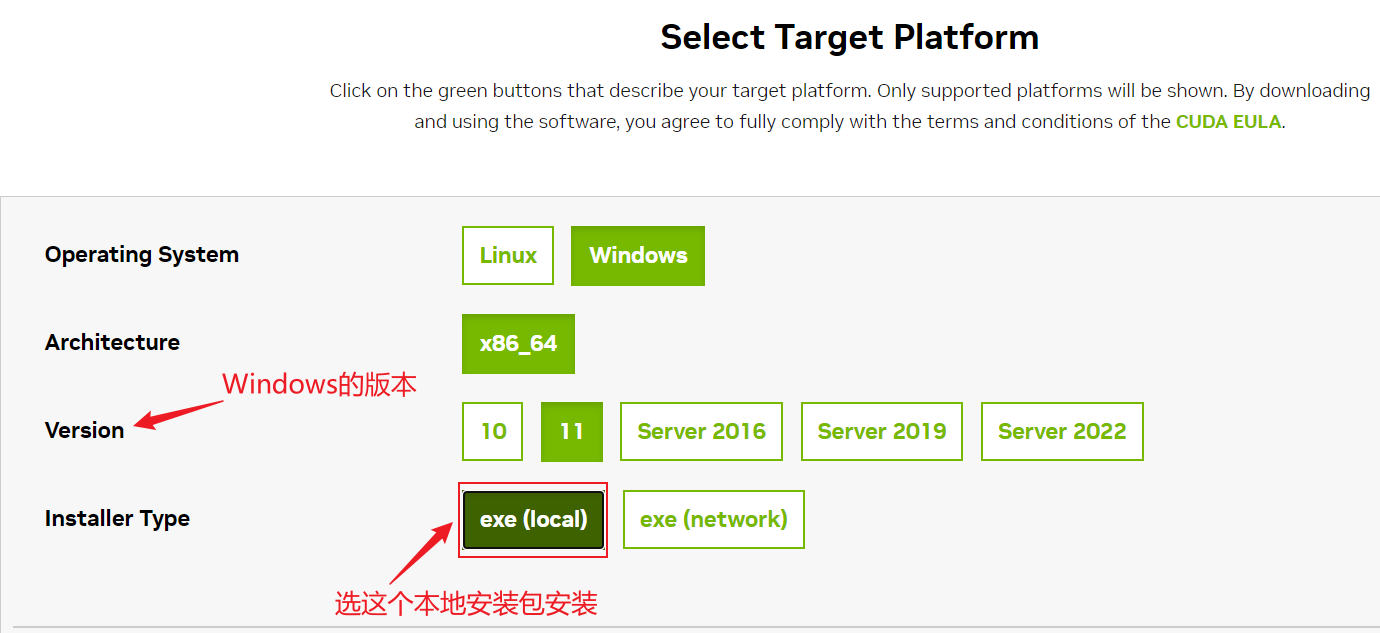 Select Target Platform
Click on the green buttons that describe your target platform. Only supported platforms will be shown. By downloading
and using the software, you agree to fully comply with the terms and conditions of the CUDA EULA.
Operating System
Linux
Windows
Architecture
x86_64
Windows的版本
Version
10
11
Server 2016
Server 2019
Server 2022
Installer Type
exe (local)
exe (network)
选这个本地安装包安装